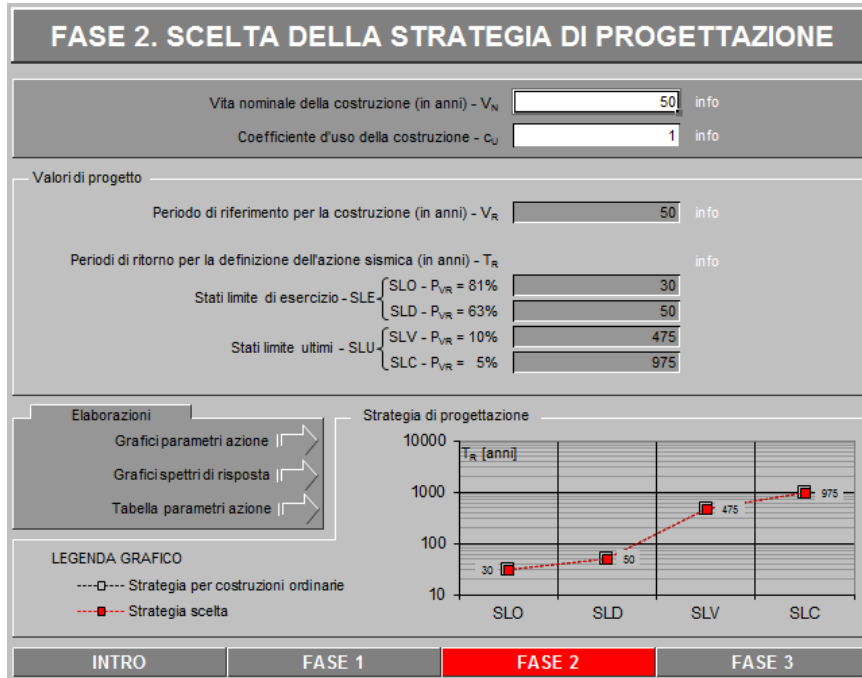 FASE 2. SCELTA DELLA STRATEGIA DI PROGETTAZIONE
Vita nominale della costruzione (in anni) - VN 50 info
Coefficiente d'uso della costruzione - cU 1 info
Valori di progetto
Periodo di riferimento per la costruzione (in anni) - VR 50 info
Periodi di ritorno per la definizione dell'azione sismica (in anni) - TR info
Stati limite di esercizio - SLE
SLO - PVR = 81% 30
SLD - PVR = 63% 50
Stati limite ultimi - SLU
SLV - PVR = 10% 475
SLC - PVR = 5% 975
Elaborazioni
Grafici parametri azione
Grafici spettri di risposta
Tabella parametri azione
LEGENDA GRAFICO
Strategia per costruzioni ordinarie
Strategia scelta
Strategia di progettazione
TR [anni]
10000
1000
100
10
30
50
475
975
SLO SLD SLV SLC
INTRO FASE 1 FASE 2 FASE 3